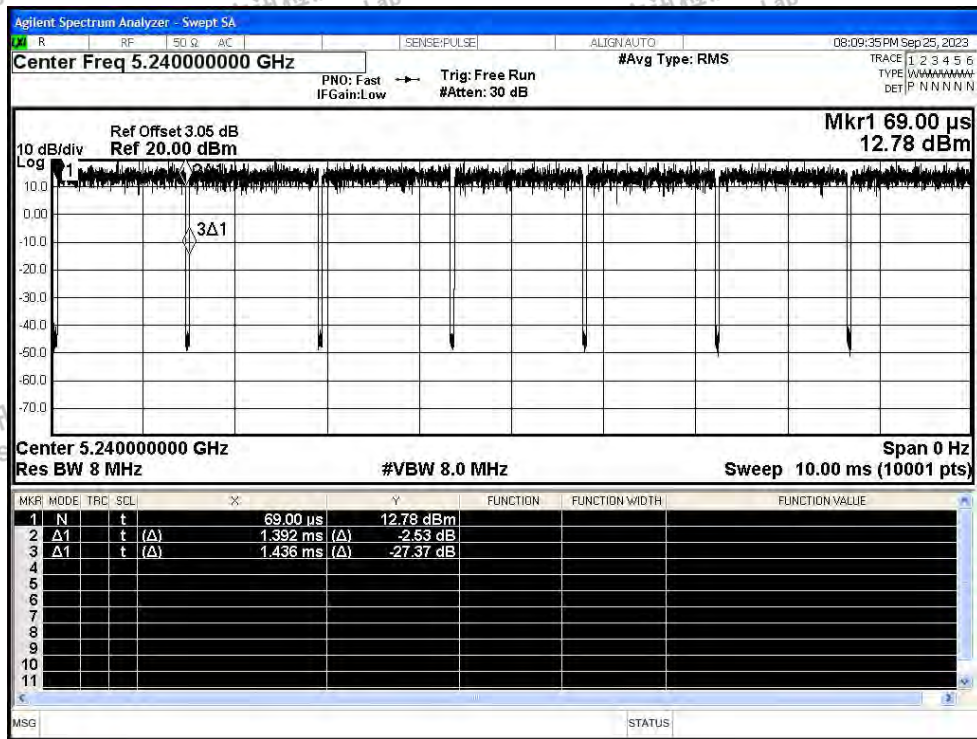 Lab
Lab
Agilent Spectrum Analyzer - Swept SA
LXI R RF 50 Ω AC SENSE:PULSE ALIGNAUTO 08:09:35 PM Sep 25, 2023
Center Freq 5.240000000 GHz #Avg Type: RMS TRACE 1 2 3 4 5 6
PNO: Fast Trig: Free Run TYPE WWWWWW
IFGain:Low #Atten: 30 dB DET P N N N N N
Mkr1 69.00 µs
Ref Offset 3.05 dB
10 dB/div Ref 20.00 dBm 12.78 dBm
Log
1 2Δ1
10.0
0.00
3Δ1
-10.0
-20.0
-30.0
-40.0
-50.0
-60.0
-70.0
Center 5.240000000 GHz Span 0 Hz
Res BW 8 MHz #VBW 8.0 MHz Sweep 10.00 ms (10001 pts)
MKR MODE TRC SCL X Y FUNCTION FUNCTION WIDTH FUNCTION VALUE
1 N t 69.00 µs 12.78 dBm
2 Δ1 t (Δ) 1.392 ms (Δ) -2.53 dB
3 Δ1 t (Δ) 1.436 ms (Δ) -27.37 dB
4
5
6
7
8
9
10
11
MSG STATUS